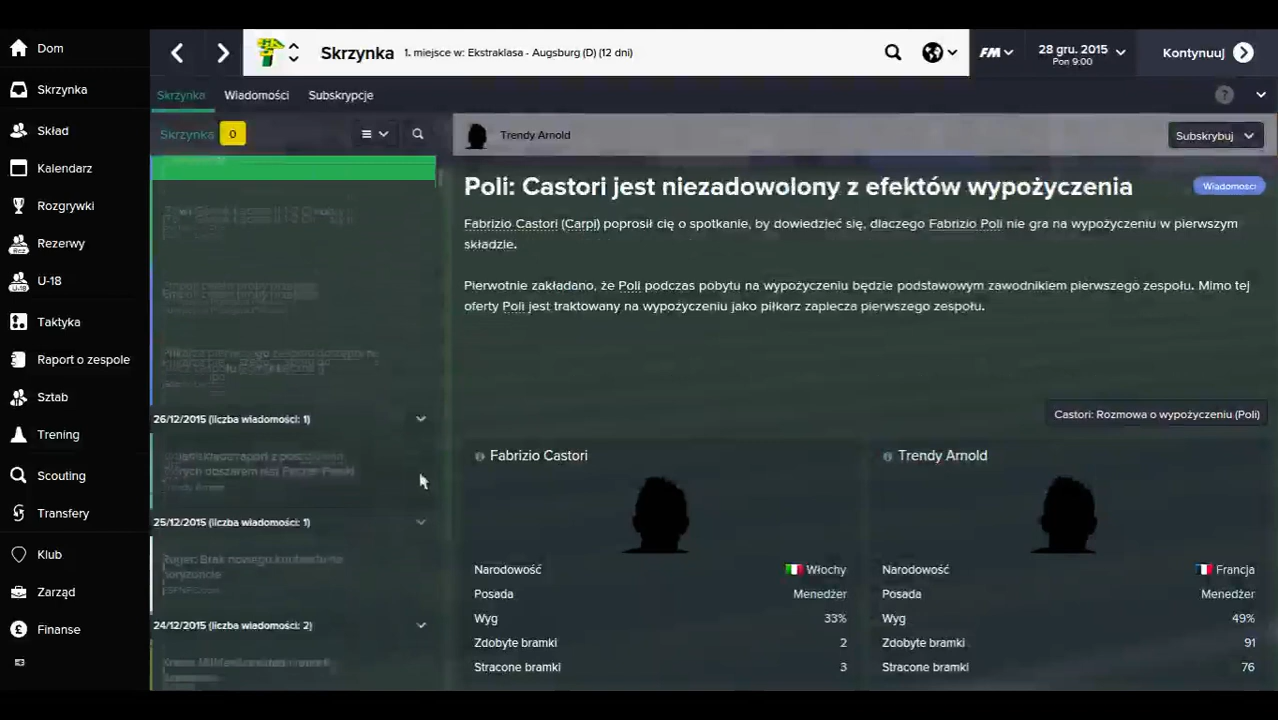 Dom
Skrzynka
Skład
Kalendarz
Rozgrywki
Rezerwy
U-18
Taktyka
Raport o zespole
Sztab
Trening
Scouting
Transfery
Klub
Zarząd
Finanse
Skrzynka
1. miejsce w: Ekstraklasa - Augsburg (D) (12 dni)
FM
28 gru. 2015
Pon 9:00
Kontynuuj
Skrzynka
Wiadomości
Subskrypcje
Skrzynka 0
26/12/2015 (liczba wiadomości: 1)
25/12/2015 (liczba wiadomości: 1)
24/12/2015 (liczba wiadomości: 2)
Trendy Arnold
Subskrybuj
Poli: Castori jest niezadowolony z efektów wypożyczenia
Wiadomości
Fabrizio Castori (Carpi) poprosił cię o spotkanie, by dowiedzieć się, dlaczego Fabrizio Poli nie gra na wypożyczeniu w pierwszym
składzie.
Pierwotnie zakładano, że Poli podczas pobytu na wypożyczeniu będzie podstawowym zawodnikiem pierwszego zespołu. Mimo tej
oferty Poli jest traktowany na wypożyczeniu jako piłkarz zaplecza pierwszego zespołu.
Castori: Rozmowa o wypożyczeniu (Poli)
Fabrizio Castori
Narodowość Włochy
Posada Menedżer
Wyg 33%
Zdobyte bramki 2
Stracone bramki 3
Trendy Arnold
Narodowość Francja
Posada Menedżer
Wyg 49%
Zdobyte bramki 91
Stracone bramki 76